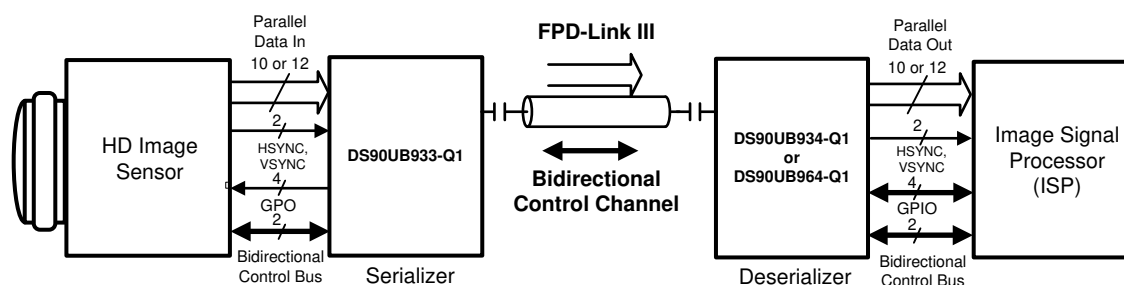 HD Image
Sensor
Parallel
Data In
10 or 12
2
HSYNC,
VSYNC
4
GPO
2
Bidirectional
Control Bus
DS90UB933-Q1
Serializer
FPD-Link III
Bidirectional
Control Channel
DS90UB934-Q1
or
DS90UB964-Q1
Deserializer
Parallel
Data Out
10 or 12
2
HSYNC,
VSYNC
4
GPIO
2
Bidirectional
Control Bus
Image Signal
Processor
(ISP)